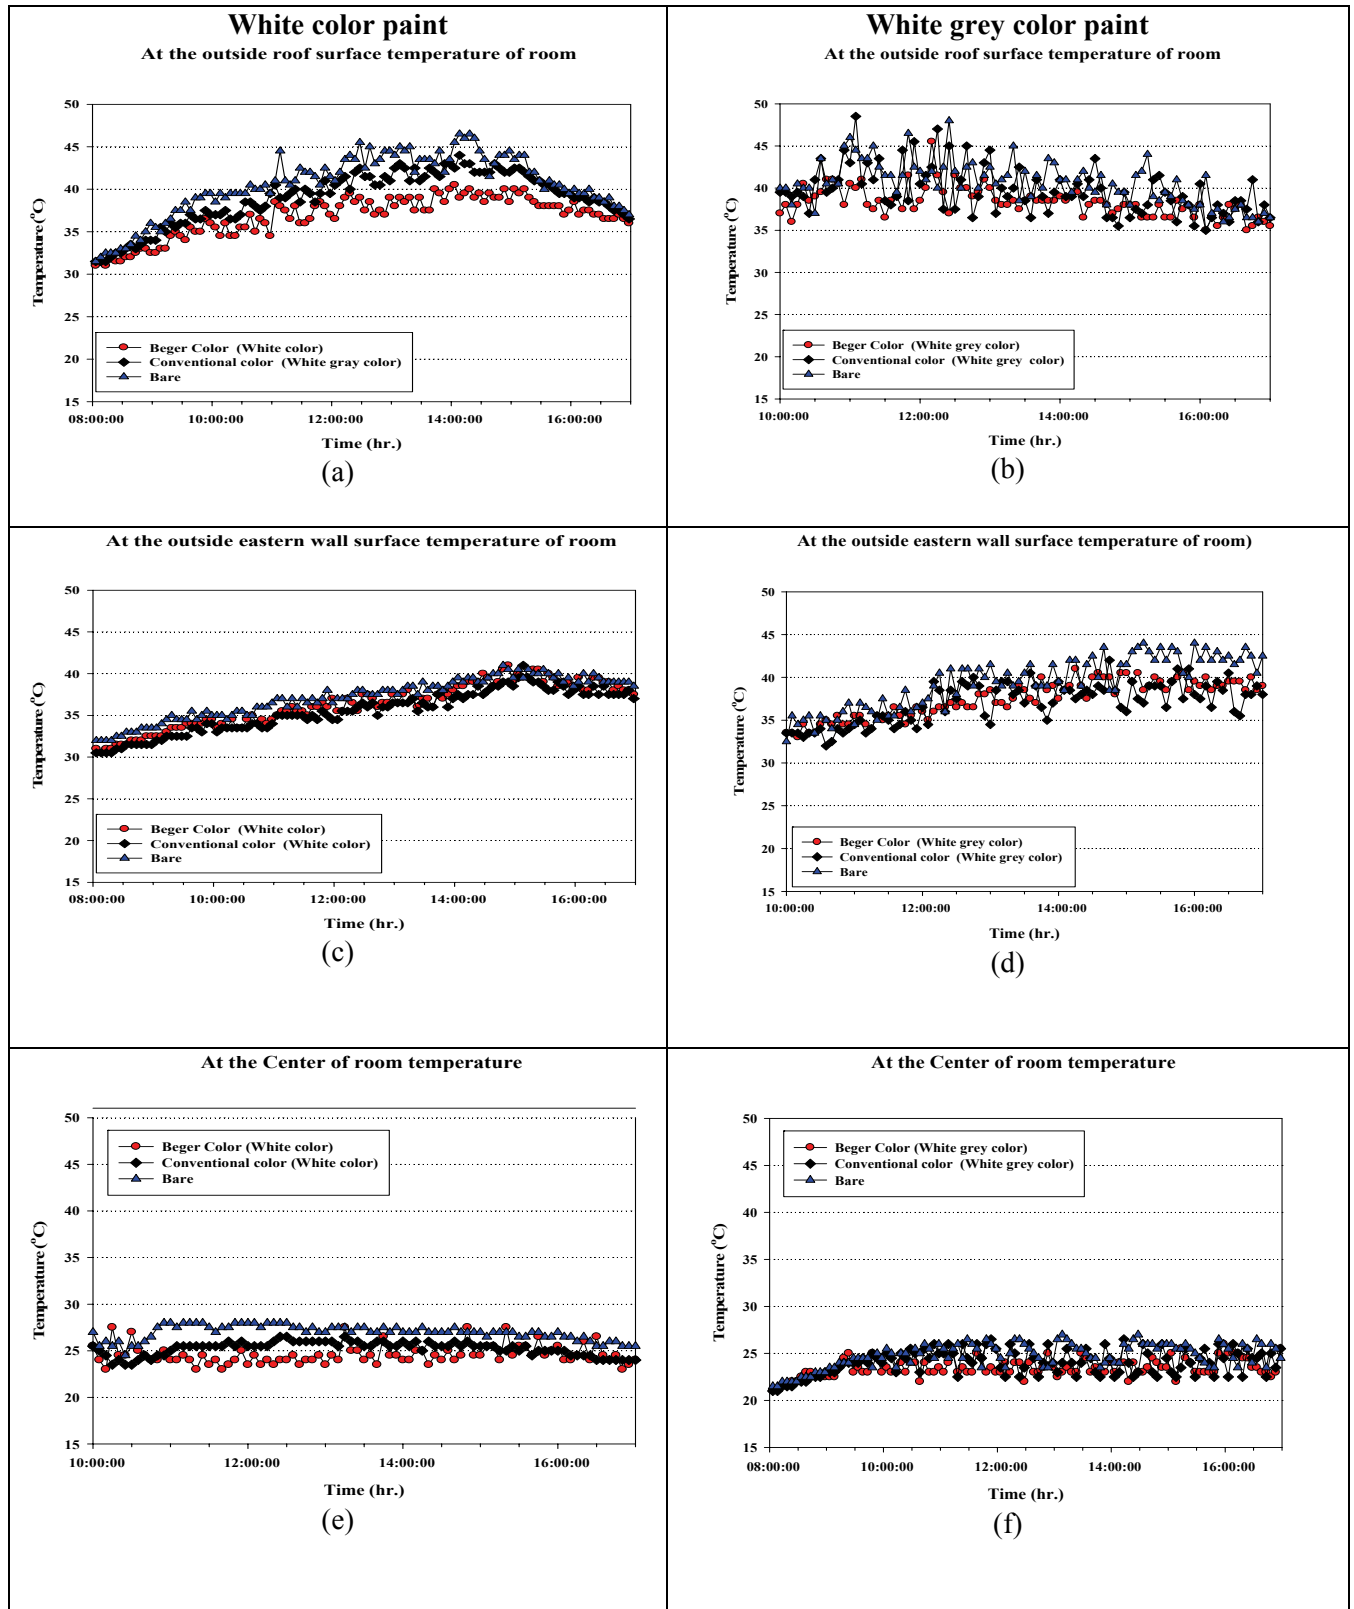 White color paint
At the outside roof surface temperature of room
Temperature (°C)
50
45
40
35
30
25
20
15
Beger Color (White color)
Conventional color (White gray color)
Bare
08:00:00 10:00:00 12:00:00 14:00:00 16:00:00
Time (hr.)
(a)
White grey color paint
At the outside roof surface temperature of room
Temperature (°C)
50
45
40
35
30
25
20
15
Beger Color (White grey color)
Conventional color (White grey color)
Bare
10:00:00 12:00:00 14:00:00 16:00:00
Time (hr.)
(b)
At the outside eastern wall surface temperature of room
Temperature (°C)
50
45
40
35
30
25
20
15
Beger Color (White color)
Conventional color (White color)
Bare
08:00:00 10:00:00 12:00:00 14:00:00 16:00:00
Time (hr.)
(c)
At the outside eastern wall surface temperature of room)
Temperature (°C)
50
45
40
35
30
25
20
15
Beger Color (White grey color)
Conventional color (White grey color)
Bare
10:00:00 12:00:00 14:00:00 16:00:00
Time (hr.)
(d)
At the Center of room temperature
Temperature (°C)
50
45
40
35
30
25
20
15
Beger Color (White color)
Conventional color (White color)
Bare
10:00:00 12:00:00 14:00:00 16:00:00
Time (hr.)
(e)
At the Center of room temperature
Temperature (°C)
50
45
40
35
30
25
20
15
Beger Color (White grey color)
Conventional color (White grey color)
Bare
08:00:00 10:00:00 12:00:00 14:00:00 16:00:00
Time (hr.)
(f)